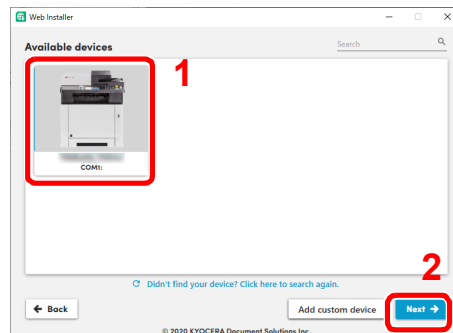 Web Installer
Available devices
Search
1
COM1:
2
Didn't find your device? Click here to search again.
Back
Add custom device
Next
© 2020 KYOCERA Document Solutions Inc.